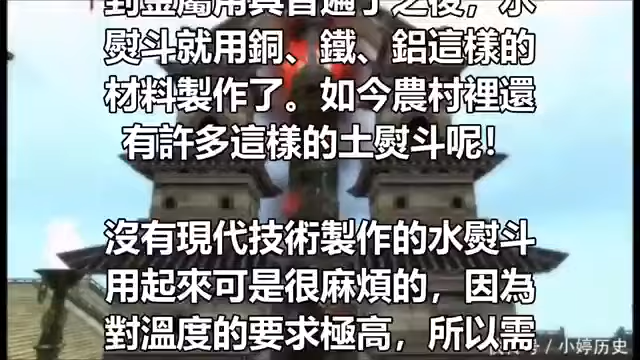 到金屬用具普遍了之後，水
熨斗就用銅、鐵、鋁這樣的
材料製作了。如今農村裡還
有許多這樣的土熨斗呢！
沒有現代技術製作的水熨斗
用起來可是很麻煩的，因為
對溫度的要求極高，所以需
/ 小婷历史